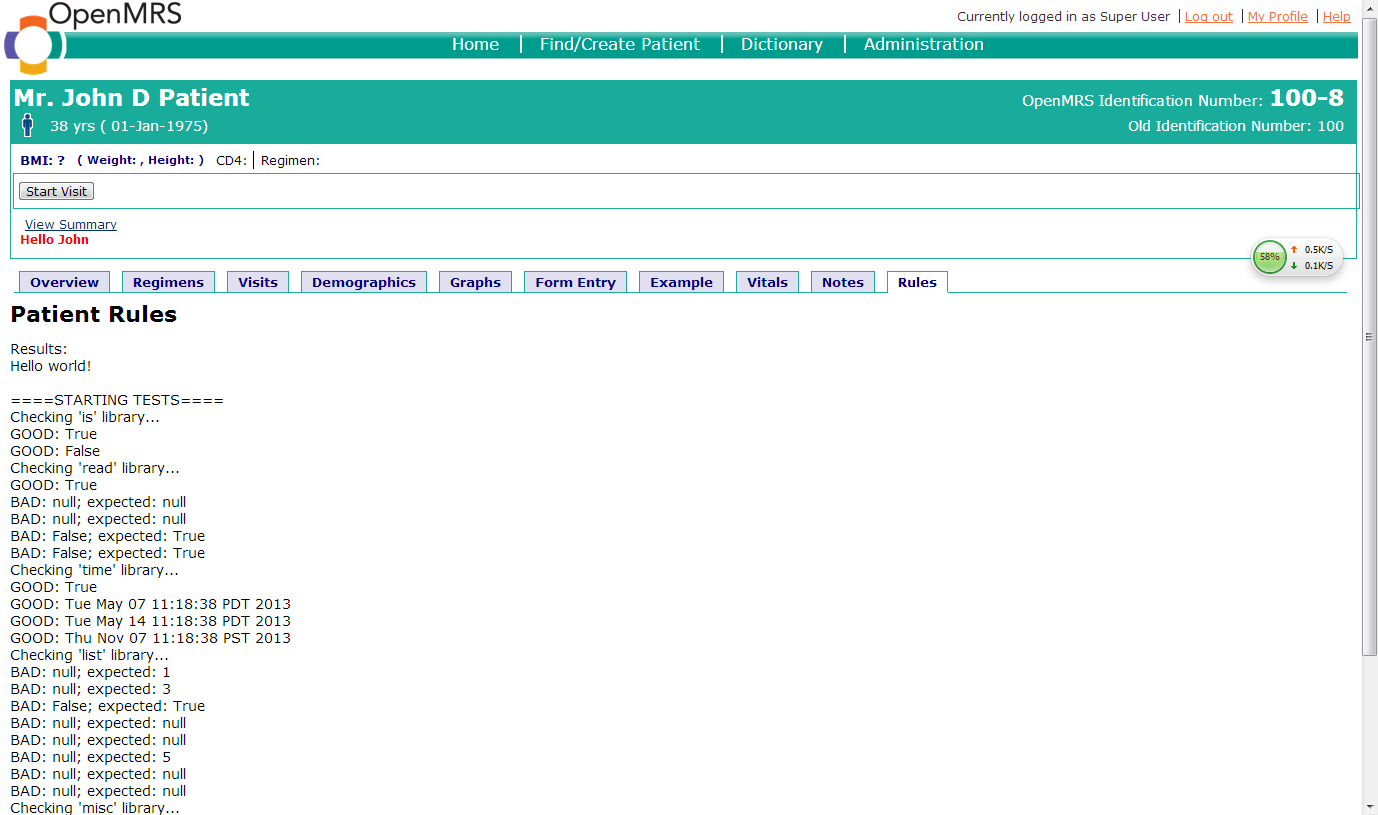 OpenMRS
Currently logged in as Super User | Log out | My Profile | Help
Home | Find/Create Patient | Dictionary | Administration
Mr. John D Patient
OpenMRS Identification Number: 100-8
38 yrs ( 01-Jan-1975)
Old Identification Number: 100
BMI: ? ( Weight: , Height: ) CD4: | Regimen:
Start Visit
View Summary
Hello John
58%
0.5K/S
0.1K/S
Overview Regimens Visits Demographics Graphs Form Entry Example Vitals Notes Rules
Patient Rules
Results:
Hello world!
====STARTING TESTS====
Checking 'is' library...
GOOD: True
GOOD: False
Checking 'read' library...
GOOD: True
BAD: null; expected: null
BAD: null; expected: null
BAD: False; expected: True
BAD: False; expected: True
Checking 'time' library...
GOOD: True
GOOD: Tue May 07 11:18:38 PDT 2013
GOOD: Tue May 14 11:18:38 PDT 2013
GOOD: Thu Nov 07 11:18:38 PST 2013
Checking 'list' library...
BAD: null; expected: 1
BAD: null; expected: 3
BAD: False; expected: True
BAD: null; expected: null
BAD: null; expected: null
BAD: null; expected: 5
BAD: null; expected: null
BAD: null; expected: null
Checking 'misc' library...